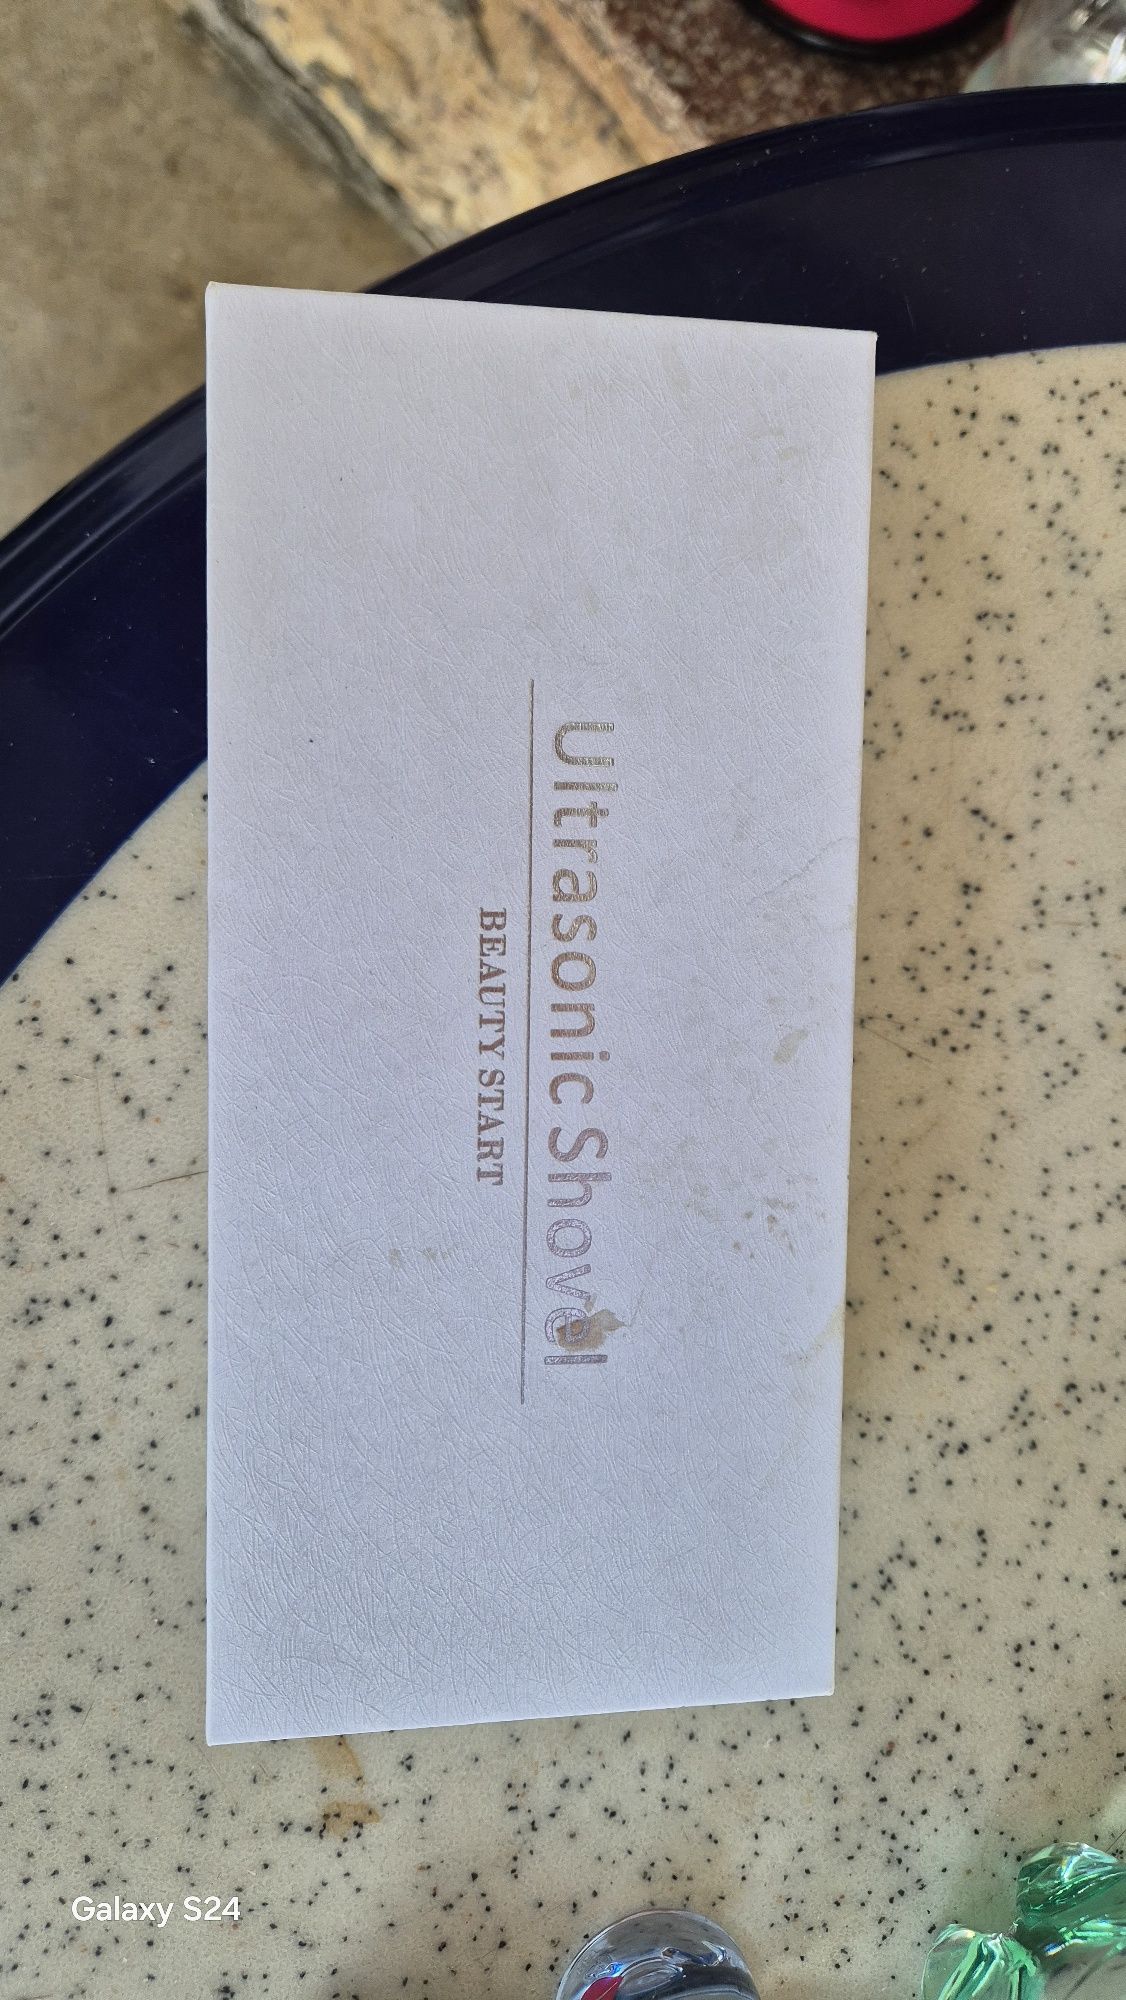 Ultrasonic Shovel
BEAUTY START
Galaxy S24